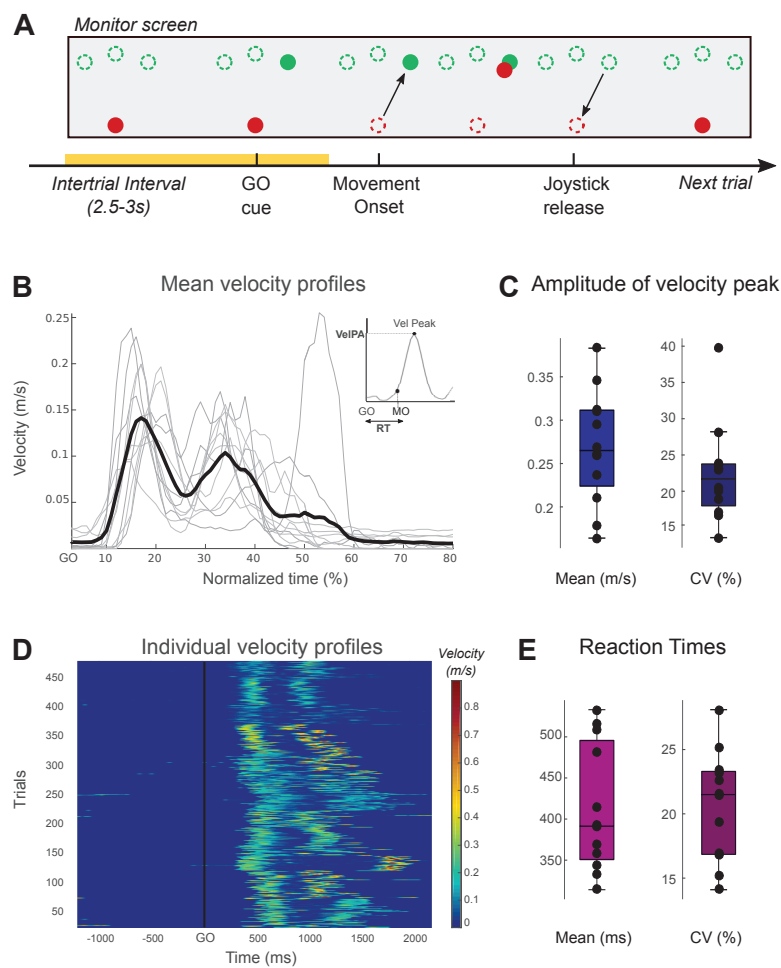 A
Monitor screen
Intertrial Interval
(2.5-3s)
GO
cue
Movement
Onset
Joystick
release
Next trial
B
Mean velocity profiles
Velocity (m/s)
0.25
0.2
0.15
0.1
0.05
GO
10
20
30
40
50
60
70
80
Normalized time (%)
VelPA
Vel Peak
GO
MO
RT
C
Amplitude of velocity peak
0.35
0.3
0.25
0.2
Mean (m/s)
40
35
30
25
20
15
CV (%)
D
Individual velocity profiles
Trials
450
400
350
300
250
200
150
100
50
-1000
-500
GO
500
1000
1500
2000
Time (ms)
Velocity
(m/s)
0.8
0.7
0.6
0.5
0.4
0.3
0.2
0.1
0
E
Reaction Times
500
450
400
350
Mean (ms)
25
20
15
CV (%)